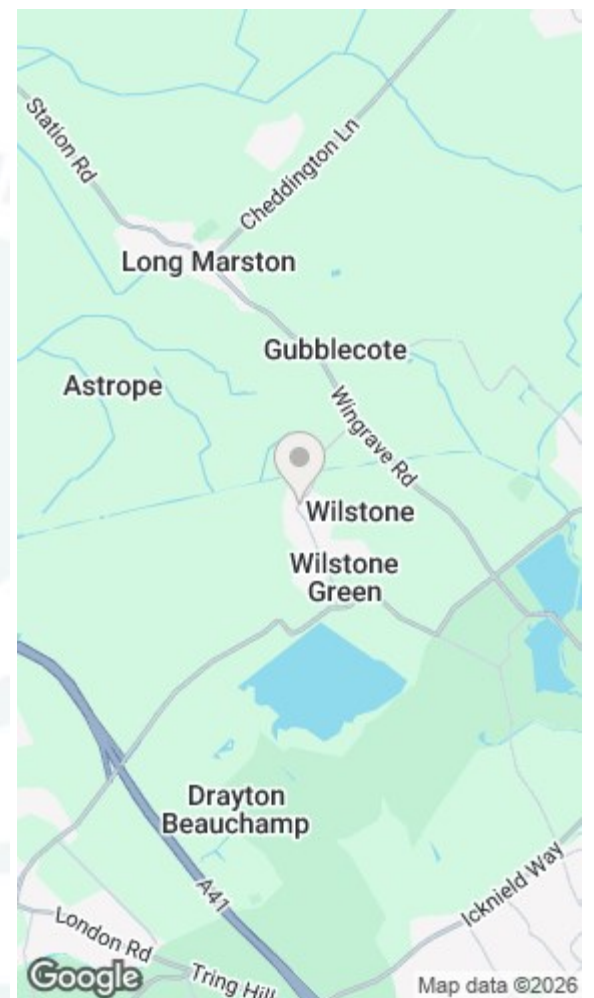 Station Rd
Cheddington Ln
Long Marston
Gubblecote
Astrope
Wingrave Rd
Wilstone
Wilstone
Green
Drayton
Beauchamp
A41
Icknield Way
London Rd
Tring Hill
Google
Map data ©2026